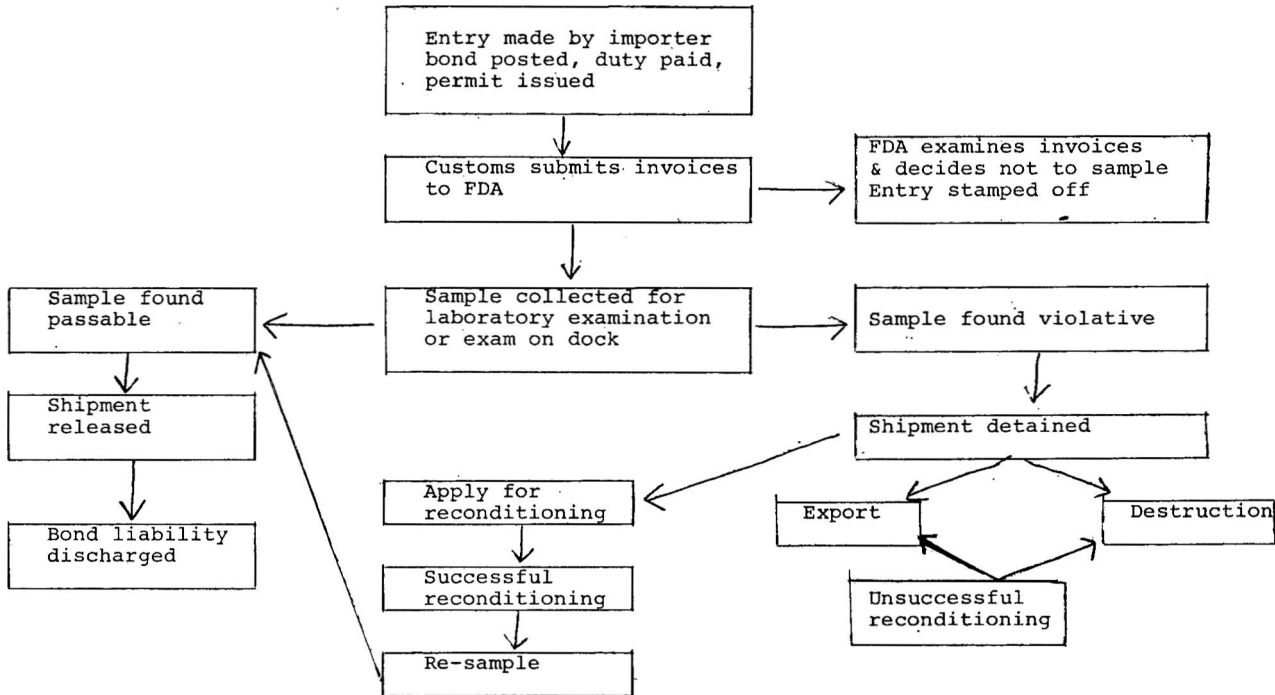 Entry made by importer
bond posted, duty paid,
permit issued
Customs submits invoices
to FDA
FDA examines invoices
& decides not to sample
Entry stamped off
Sample found
passable
Sample collected for
laboratory examination
or exam on dock
Sample found violative
Shipment
released
Shipment detained
Apply for
reconditioning
Export
Destruction
Bond liability
discharged
Successful
reconditioning
Unsuccessful
reconditioning
Re-sample